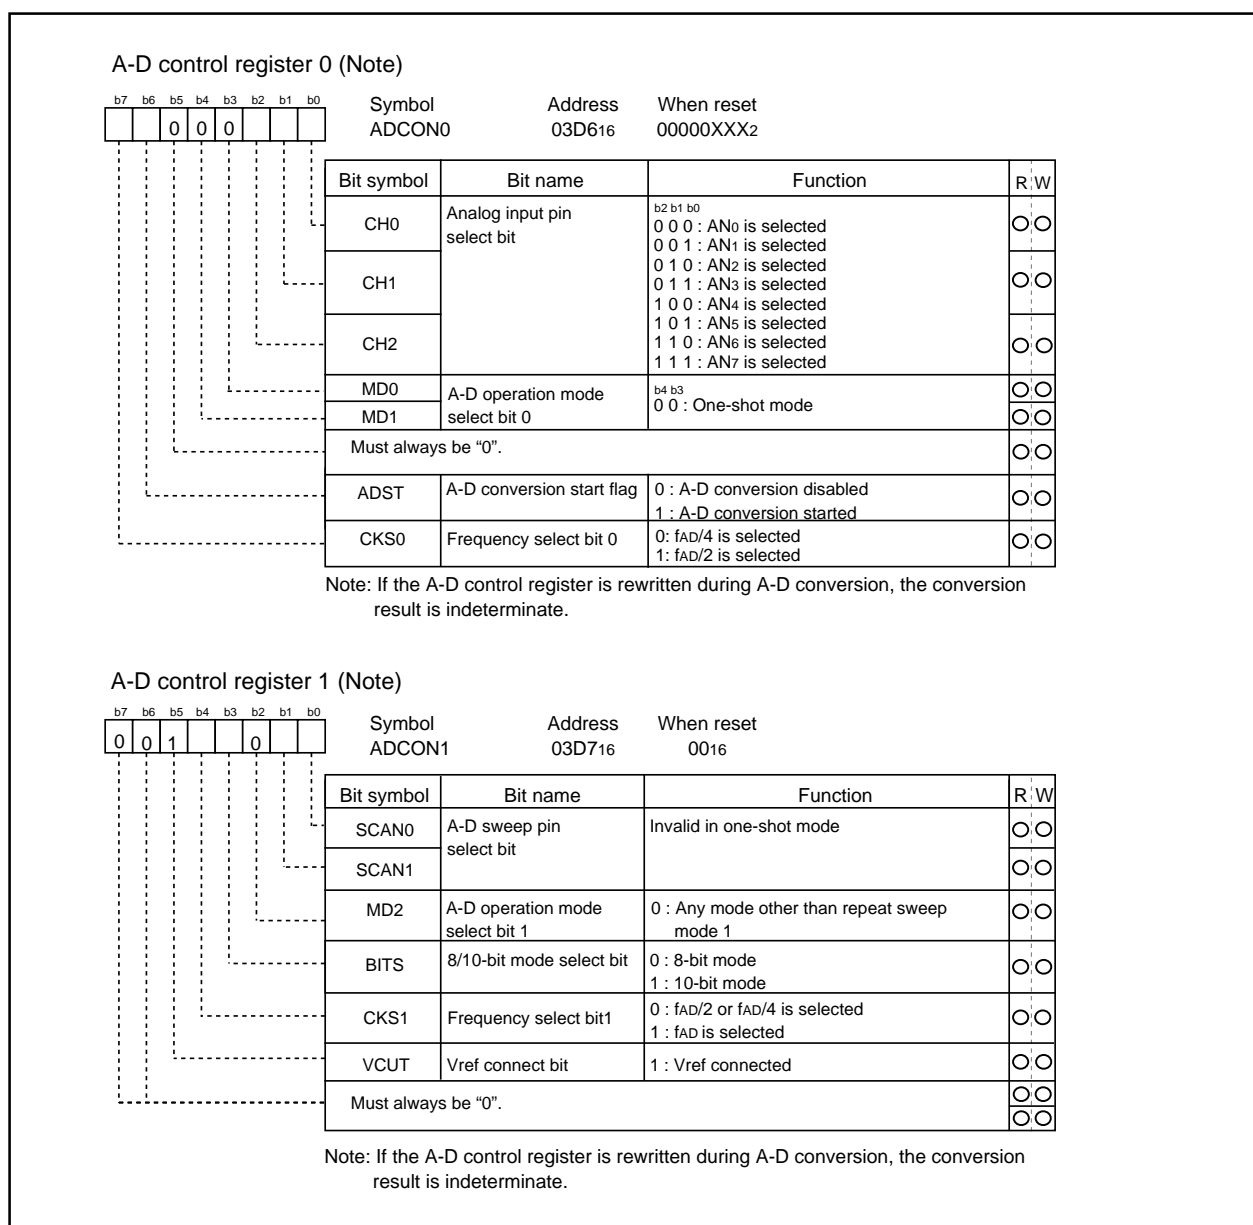 A-D control register 0 (Note)
b7 b6 b5 b4 b3 b2 b1 b0
0 0 0
Symbol Address When reset
ADCON0 03D616 00000XXX2
Bit symbol Bit name Function R W
CH0 Analog input pin select bit
b2 b1 b0
0 0 0 : AN0 is selected
0 0 1 : AN1 is selected
0 1 0 : AN2 is selected
CH1
0 1 1 : AN3 is selected
1 0 0 : AN4 is selected
1 0 1 : AN5 is selected
CH2
1 1 0 : AN6 is selected
1 1 1 : AN7 is selected
MD0 A-D operation mode
b4 b3
0 0 : One-shot mode
MD1 select bit 0
Must always be “0”.
ADST A-D conversion start flag 0 : A-D conversion disabled
1 : A-D conversion started
CKS0 Frequency select bit 0 0: fAD/4 is selected
1: fAD/2 is selected
Note: If the A-D control register is rewritten during A-D conversion, the conversion
result is indeterminate.
A-D control register 1 (Note)
b7 b6 b5 b4 b3 b2 b1 b0
0 0 1 0
Symbol Address When reset
ADCON1 03D716 0016
Bit symbol Bit name Function R W
SCAN0 A-D sweep pin Invalid in one-shot mode
select bit
SCAN1
MD2 A-D operation mode 0 : Any mode other than repeat sweep
select bit 1 mode 1
BITS 8/10-bit mode select bit 0 : 8-bit mode
1 : 10-bit mode
CKS1 Frequency select bit1 0 : fAD/2 or fAD/4 is selected
1 : fAD is selected
VCUT Vref connect bit 1 : Vref connected
Must always be “0”.
Note: If the A-D control register is rewritten during A-D conversion, the conversion
result is indeterminate.